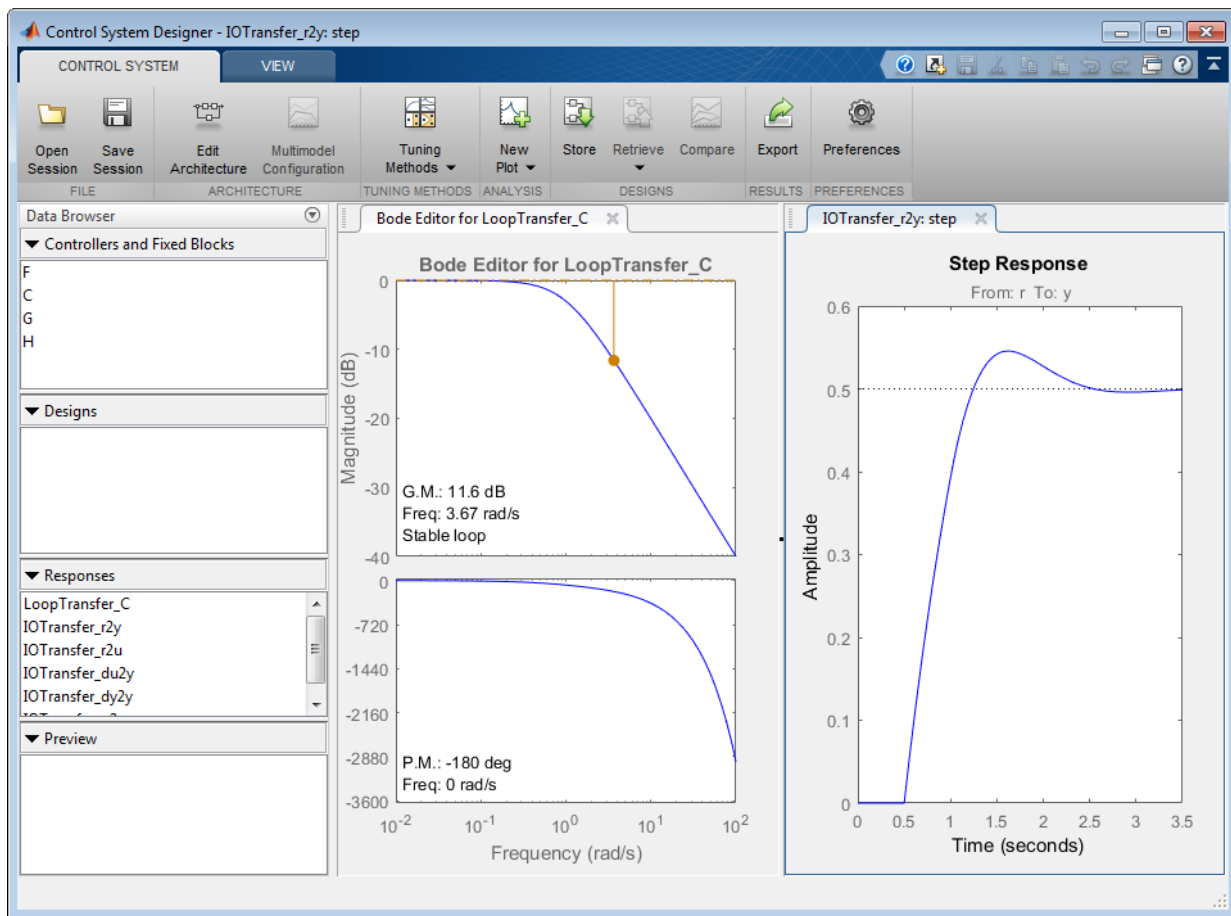 Control System Designer - IOTransfer_r2y: step
CONTROL SYSTEM VIEW
Open Session
Save Session
Edit Architecture
Multimodel Configuration
Tuning Methods
New Plot
Store
Retrieve
Compare
Export
Preferences
FILE ARCHITECTURE TUNING METHODS ANALYSIS DESIGNS RESULTS PREFERENCES
Data Browser
Controllers and Fixed Blocks
F
C
G
H
Designs
Responses
LoopTransfer_C
IOTransfer_r2y
IOTransfer_r2u
IOTransfer_du2y
IOTransfer_dy2y
Preview
Bode Editor for LoopTransfer_C
Bode Editor for LoopTransfer_C
Magnitude (dB)
0
-10
-20
-30
-40
G.M.: 11.6 dB
Freq: 3.67 rad/s
Stable loop
0
-720
-1440
-2160
-2880
-3600
P.M.: -180 deg
Freq: 0 rad/s
10^-2 10^-1 10^0 10^1 10^2
Frequency (rad/s)
IOTransfer_r2y: step
Step Response
From: r To: y
Amplitude
0.6
0.5
0.4
0.3
0.2
0.1
0
0 0.5 1 1.5 2 2.5 3 3.5
Time (seconds)